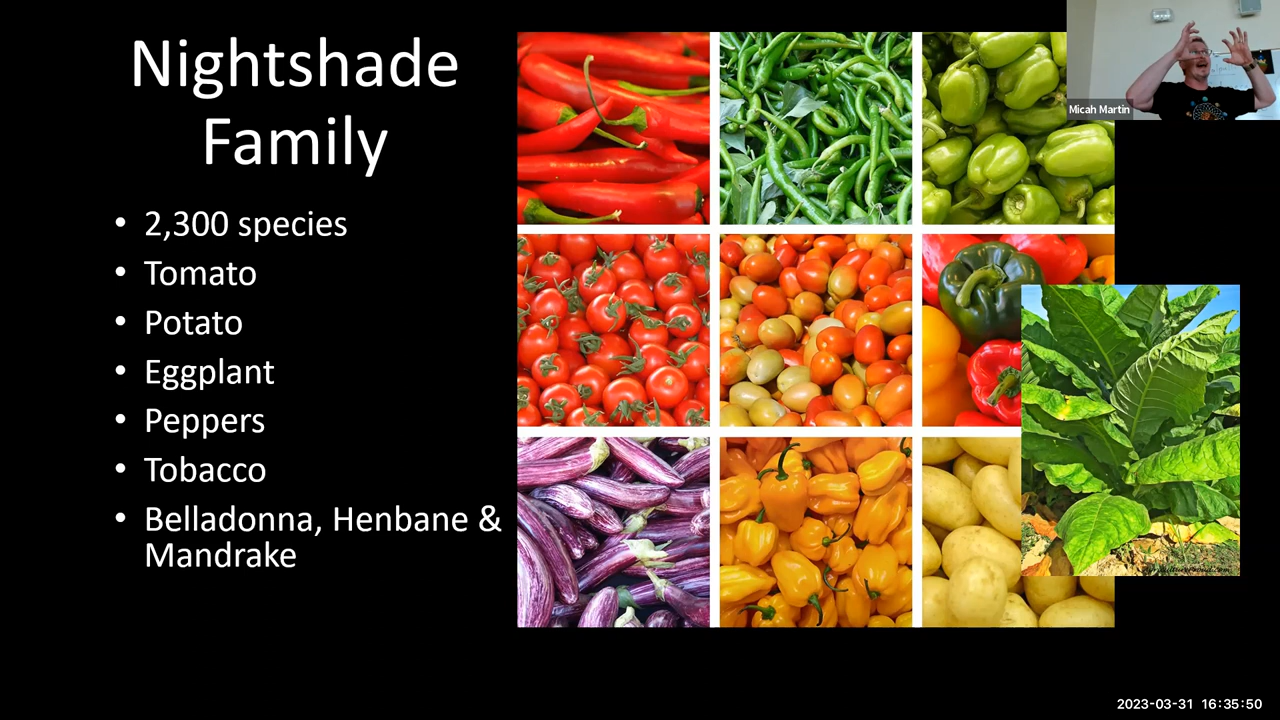 Nightshade
Family
• 2,300 species
• Tomato
• Potato
• Eggplant
• Peppers
• Tobacco
• Belladonna, Henbane &
Mandrake
Micah Martin
2023-03-31 16:35:50